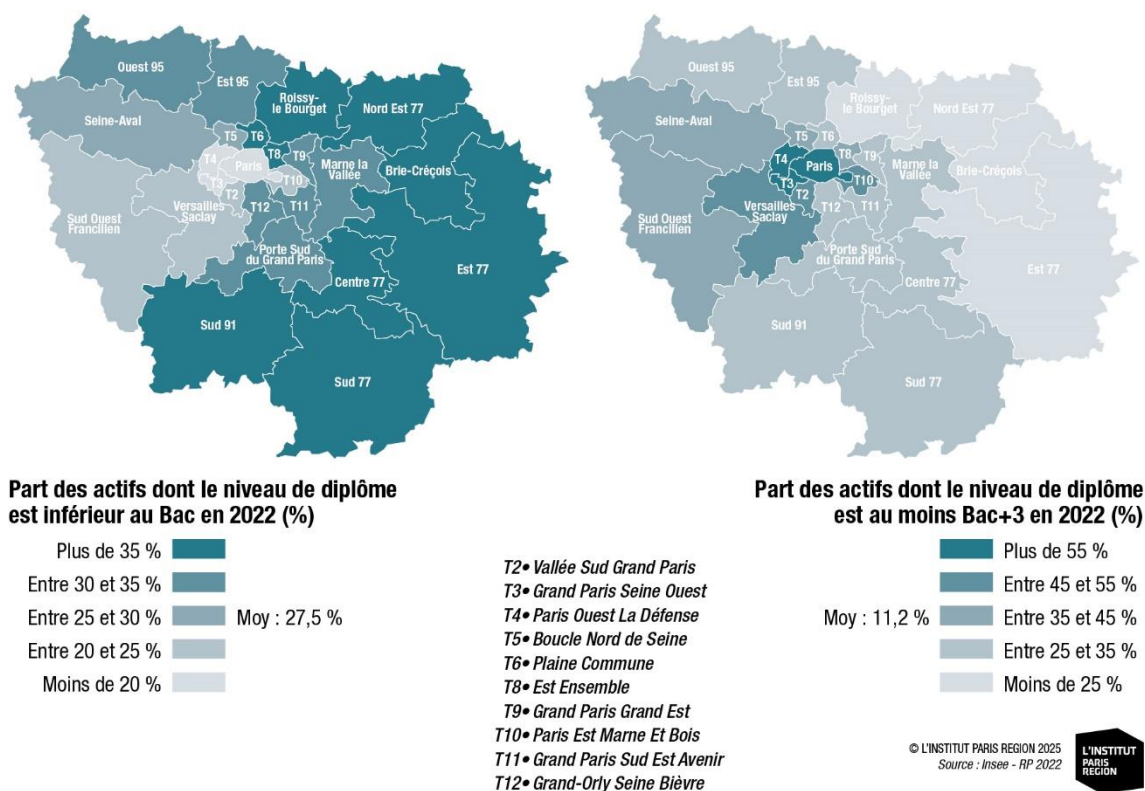 Ouest 95
Est 95
Roissy-
le Bourget
Nord Est 77
Seine-Aval
T5
T6
T4
Paris
T8
T9
T3
T2
T10
Marne la
Vallée
Brie-Créçois
Versailles
Saclay
T12
T11
Sud Ouest
Francilien
Porte Sud
du Grand Paris
Est 77
Centre 77
Sud 91
Sud 77
Ouest 95
Est 95
Roissy-
le Bourget
Nord Est 77
Seine-Aval
T5
T6
T4
Paris
T8
T9
T3
T2
T10
Marne la
Vallée
Brie-Créçois
Versailles
Saclay
T12
T11
Sud Ouest
Francilien
Porte Sud
du Grand Paris
Est 77
Centre 77
Sud 91
Sud 77
Part des actifs dont le niveau de diplôme
est inférieur au Bac en 2022 (%)
Plus de 35 %
Entre 30 et 35 %
Entre 25 et 30 % Moy : 27,5 %
Entre 20 et 25 %
Moins de 20 %
T2• Vallée Sud Grand Paris
T3• Grand Paris Seine Ouest
T4• Paris Ouest La Défense
T5• Boucle Nord de Seine
T6• Plaine Commune
T8• Est Ensemble
T9• Grand Paris Grand Est
T10• Paris Est Marne Et Bois
T11• Grand Paris Sud Est Avenir
T12• Grand-Orly Seine Bièvre
Part des actifs dont le niveau de diplôme
est au moins Bac+3 en 2022 (%)
Plus de 55 %
Entre 45 et 55 %
Moy : 11,2 % Entre 35 et 45 %
Entre 25 et 35 %
Moins de 25 %
© L'INSTITUT PARIS REGION 2025
Source : Insee - RP 2022
L'INSTITUT
PARIS
REGION